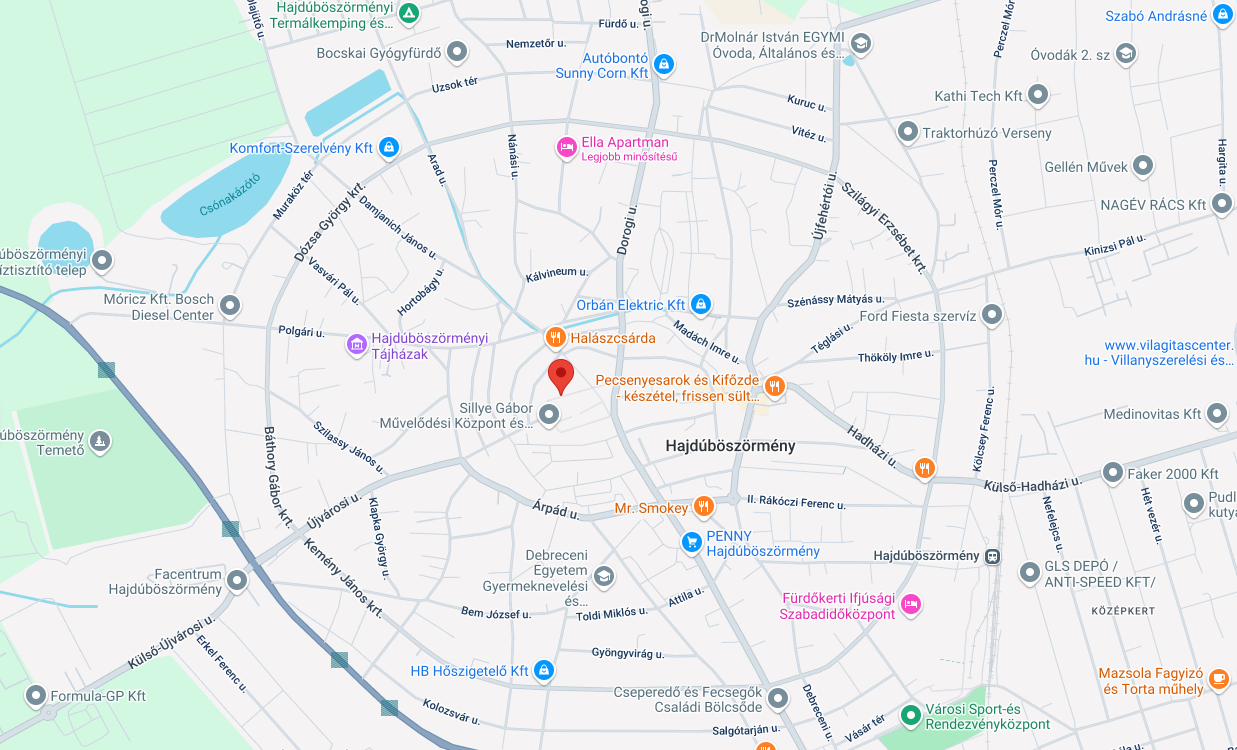 Hajdúböszörményi
Termálkemping és...
Bocskai Gyógyfürdő
Fürdő u.
Nemzetőr u.
Uzsok tér
Autóbontó
Sunny Corn Kft
DrMolnár István EGYMI
Óvoda, Általános és...
Perczel Mór
Szabó Andrásné
Óvodák 2. sz
Kathi Tech Kft
Kuruc u.
Vitéz u.
Traktorhúzó Verseny
Gellén Művek
Hargita u.
NAGÉV RÁCS Kft
Perczel Mór u.
Kinizsi Pál u.
Komfort-Szerelvény Kft
Ella Apartman
Legjobb minősítésű
Nánási u.
Arad u.
Csónakázótó
Muraköz tér
Dózsa György krt.
Damjanich János u.
Dorogi u.
Újfehértói u.
Szilágyi Erzsébet krt.
Vasvári Pál u.
Hortobágy u.
Kálvineum u.
Móricz Kft. Bosch
Diesel Center
Polgári u.
Hajdúböszörményi
Tájházak
Orbán Elektric Kft
Halászcsárda
Madách Imre u.
Szénássy Mátyás u.
Téglási u.
Ford Fiesta szervíz
Thököly Imre u.
www.vilagitascenter.
hu - Villanyszerelési és...
Pecsenyesarok és Kifőzde
- készétel, frissen sült...
Sillye Gábor
Művelődési Központ és...
Hajdúböszörmény
Hadházi u.
Kölcsey Ferenc u.
Medinovitas Kft
Temető
Báthory Gábor krt.
Szilassy János u.
Újvárosi u.
Klapka György u.
Árpád u.
Mr. Smokey
II. Rákóczi Ferenc u.
Külső-Hadházi u.
Faker 2000 Kft
Nefelejcs u.
Hét vezér u.
PENNY
Hajdúböszörmény
Hajdúböszörmény
GLS DEPÓ /
ANTI-SPEED KFT/
KÖZÉPKERT
Facentrum
Hajdúböszörmény
Kemény János krt.
Debreceni
Egyetem
Gyermeknevelési
és...
Bem József u.
Toldi Miklós u.
Attila u.
Fürdőkerti Ifjúsági
Szabadidőközpont
Külső-Újvárosi u.
Erkel Ferenc u.
Gyöngyvirág u.
HB Hőszigetelő Kft
Cseperedő és Fecsegők
Családi Bölcsőde
Formula-GP Kft
Kolozsvár u.
Debreceni u.
Salgótarján u.
Vásár tér
Városi Sport-és
Rendezvényközpont
Mazsola Fagyizó
és Torta műhely